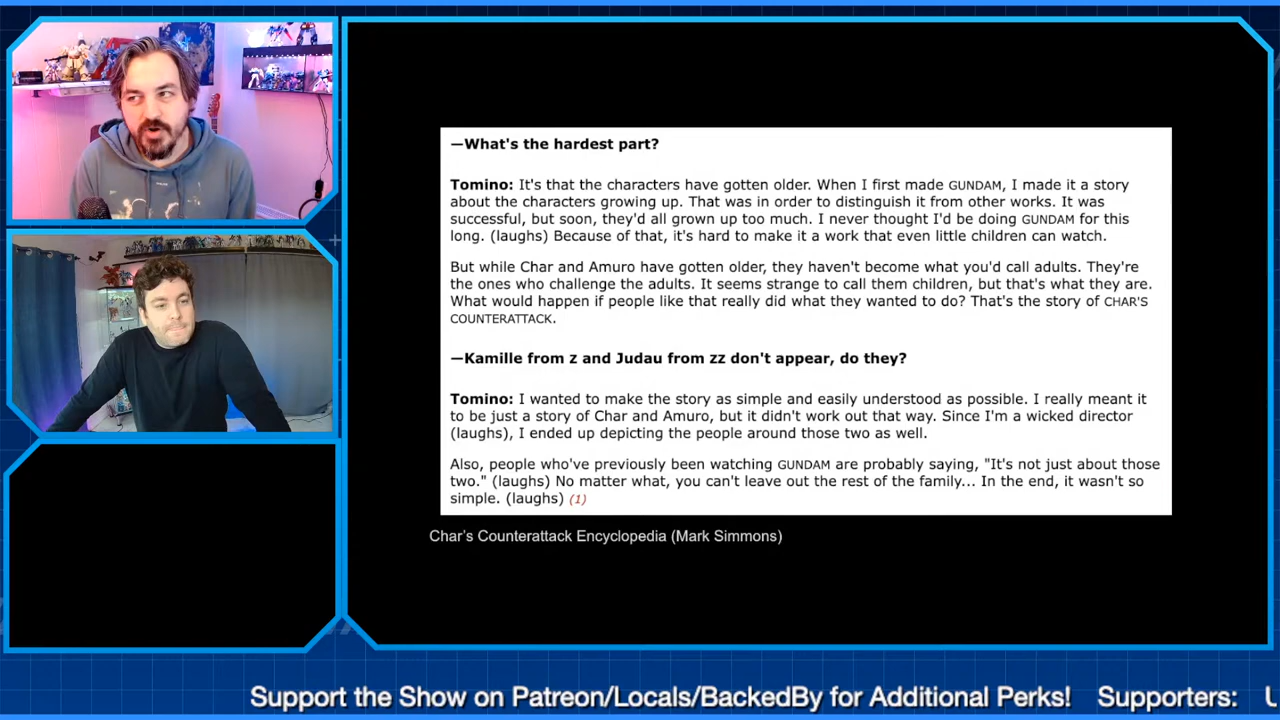 —What's the hardest part?
Tomino: It's that the characters have gotten older. When I first made GUNDAM, I made it a story
about the characters growing up. That was in order to distinguish it from other works. It was
successful, but soon, they'd all grown up too much. I never thought I'd be doing GUNDAM for this
long. (laughs) Because of that, it's hard to make it a work that even little children can watch.
But while Char and Amuro have gotten older, they haven't become what you'd call adults. They're
the ones who challenge the adults. It seems strange to call them children, but that's what they are.
What would happen if people like that really did what they wanted to do? That's the story of CHAR'S
COUNTERATTACK.
—Kamille from Z and Judau from ZZ don't appear, do they?
Tomino: I wanted to make the story as simple and easily understood as possible. I really meant it
to be just a story of Char and Amuro, but it didn't work out that way. Since I'm a wicked director
(laughs), I ended up depicting the people around those two as well.
Also, people who've previously been watching GUNDAM are probably saying, "It's not just about those
two." (laughs) No matter what, you can't leave out the rest of the family... In the end, it wasn't so
simple. (laughs) (1)
Char's Counterattack Encyclopedia (Mark Simmons)
Support the Show on Patreon/Locals/BackedBy for Additional Perks! Supporters: U